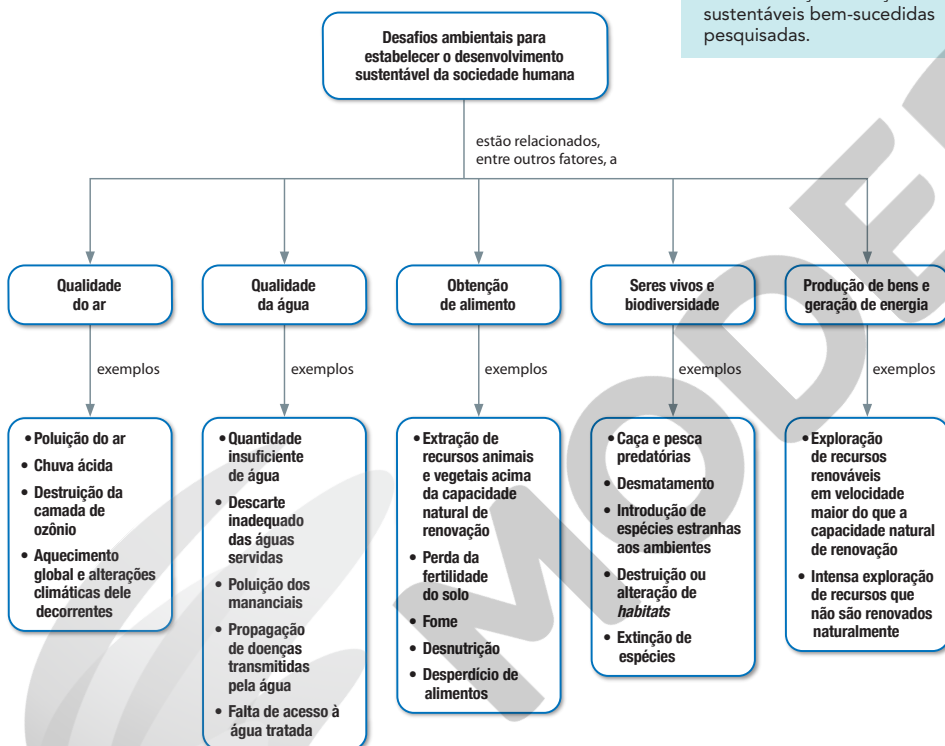 sustentáveis bem-sucedidas
pesquisadas.
Desafios ambientais para
estabelecer o desenvolvimento
sustentável da sociedade humana
estão relacionados,
entre outros fatores, a
Qualidade
do ar
Qualidade
da água
Obtenção
de alimento
Seres vivos e
biodiversidade
Produção de bens e
geração de energia
exemplos
exemplos
exemplos
exemplos
exemplos
• Poluição do ar
• Chuva ácida
• Destruição da
camada de
ozônio
• Aquecimento
global e alterações
climáticas dele
decorrentes
• Quantidade
insuficiente
de água
• Descarte
inadequado
das águas
servidas
• Poluição dos
mananciais
• Propagação
de doenças
transmitidas
pela água
• Falta de acesso à
água tratada
• Extração de
recursos animais
e vegetais acima
da capacidade
natural de
renovação
• Perda da
fertilidade
do solo
• Fome
• Desnutrição
• Desperdício de
alimentos
• Caça e pesca
predatórias
• Desmatamento
• Introdução de
espécies estranhas
aos ambientes
• Destruição ou
alteração de
habitats
• Extinção de
espécies
• Exploração
de recursos
renováveis
em velocidade
maior do que a
capacidade natural
de renovação
• Intensa exploração
de recursos que
não são renovados
naturalmente